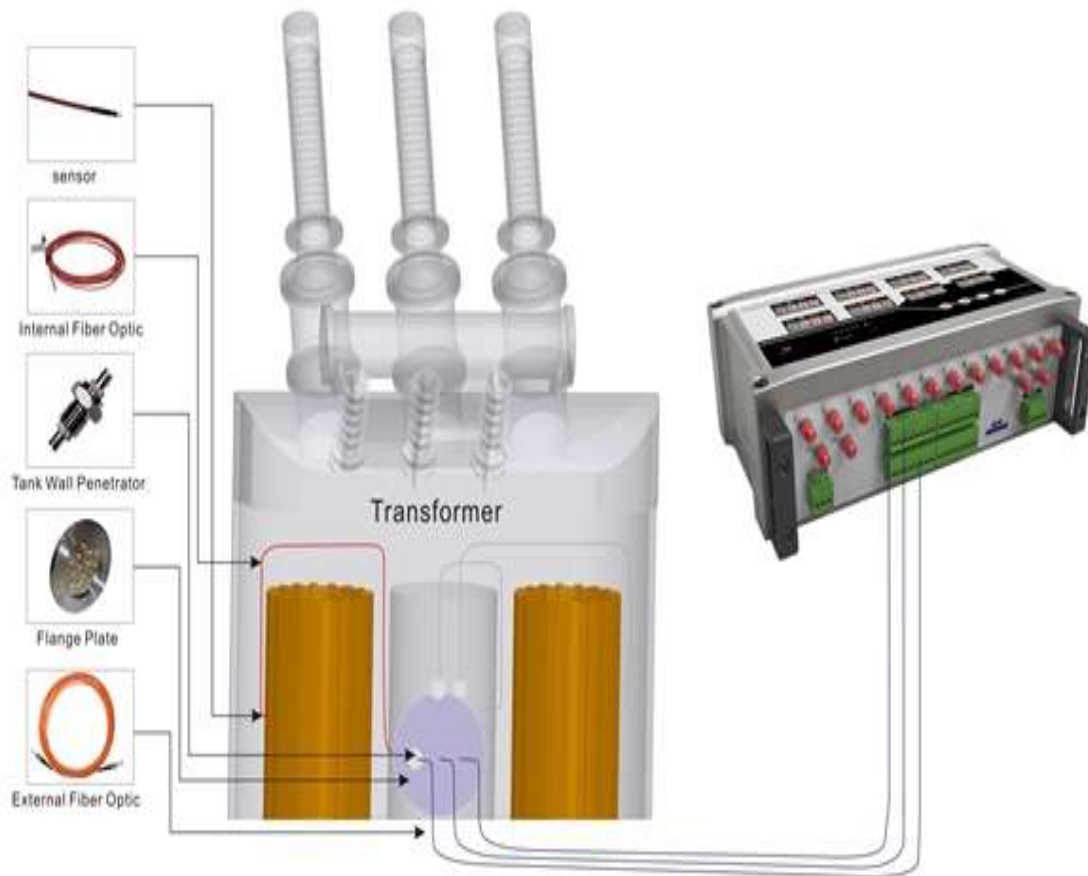 sensor
Internal Fiber Optic
Tank Wall Penetrator
Flange Plate
External Fiber Optic
Transformer